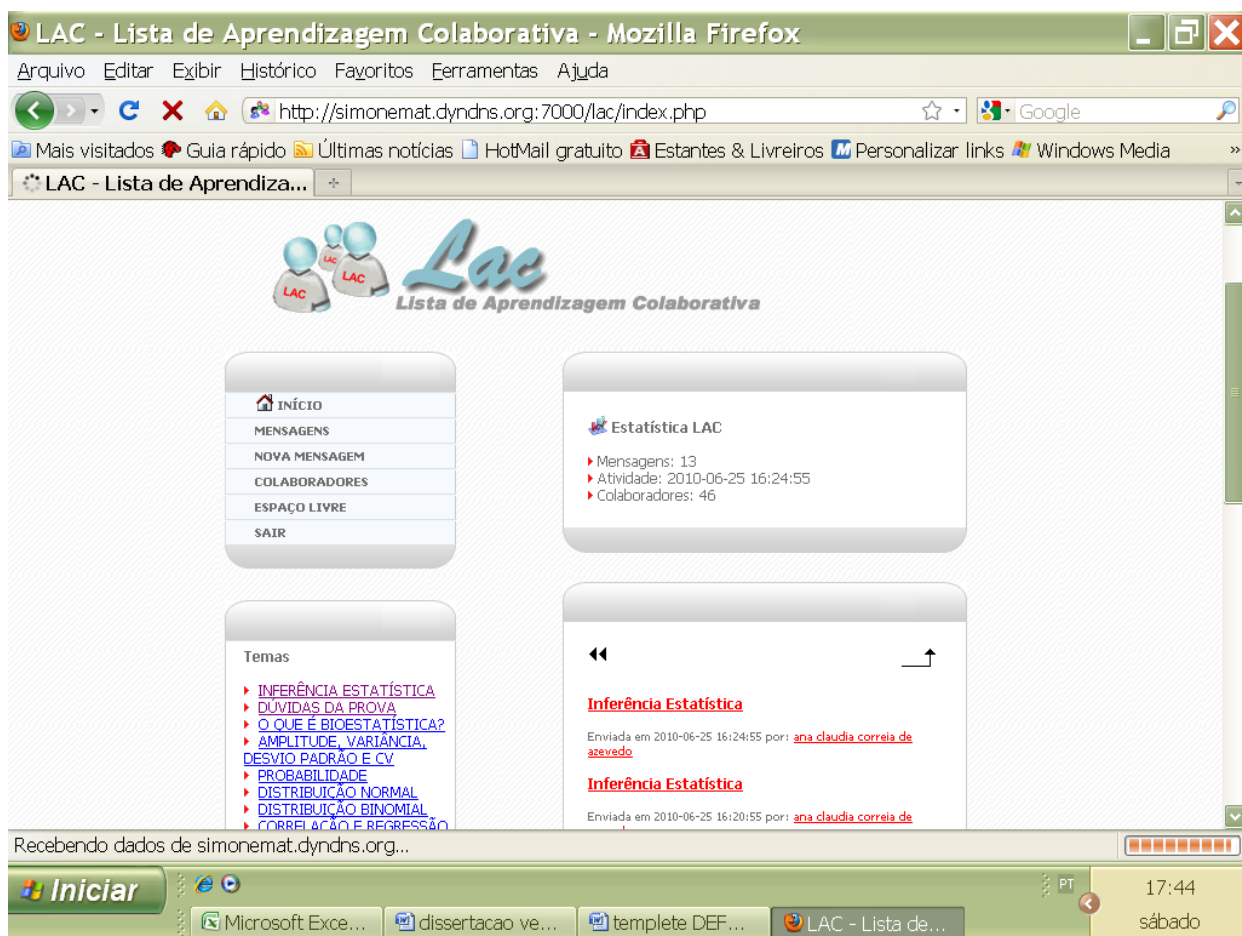 LAC - Lista de Aprendizagem Colaborativa - Mozilla Firefox
Arquivo Editar Exibir Histórico Favoritos Ferramentas Ajuda
http://simonemat.dyndns.org:7000/lac/index.php Google
Mais visitados Guia rápido Últimas notícias HotMail gratuito Estantes & Livreiros Personalizar links Windows Media »
LAC - Lista de Aprendiza...
LAC LAC LAC Lac
Lista de Aprendizagem Colaborativa
INÍCIO
MENSAGENS
NOVA MENSAGEM
COLABORADORES
ESPAÇO LIVRE
SAIR
Estatística LAC
Mensagens: 13
Atividade: 2010-06-25 16:24:55
Colaboradores: 46
Temas
INFERÊNCIA ESTATÍSTICA
DÚVIDAS DA PROVA
O QUE É BIOESTATÍSTICA?
AMPLITUDE, VARIÂNCIA,
DESVIO PADRÃO E CV
PROBABILIDADE
DISTRIBUIÇÃO NORMAL
DISTRIBUIÇÃO BINOMIAL
CORRELAÇÃO E REGRESSÃO
Inferência Estatística
Enviada em 2010-06-25 16:24:55 por: ana claudia correia de
azevedo
Inferência Estatística
Enviada em 2010-06-25 16:20:55 por: ana claudia correia de
Recebendo dados de simonemat.dyndns.org...
Iniciar PT 17:44
Microsoft Exce... dissertacao ve... templete DEF... LAC - Lista de... sábado